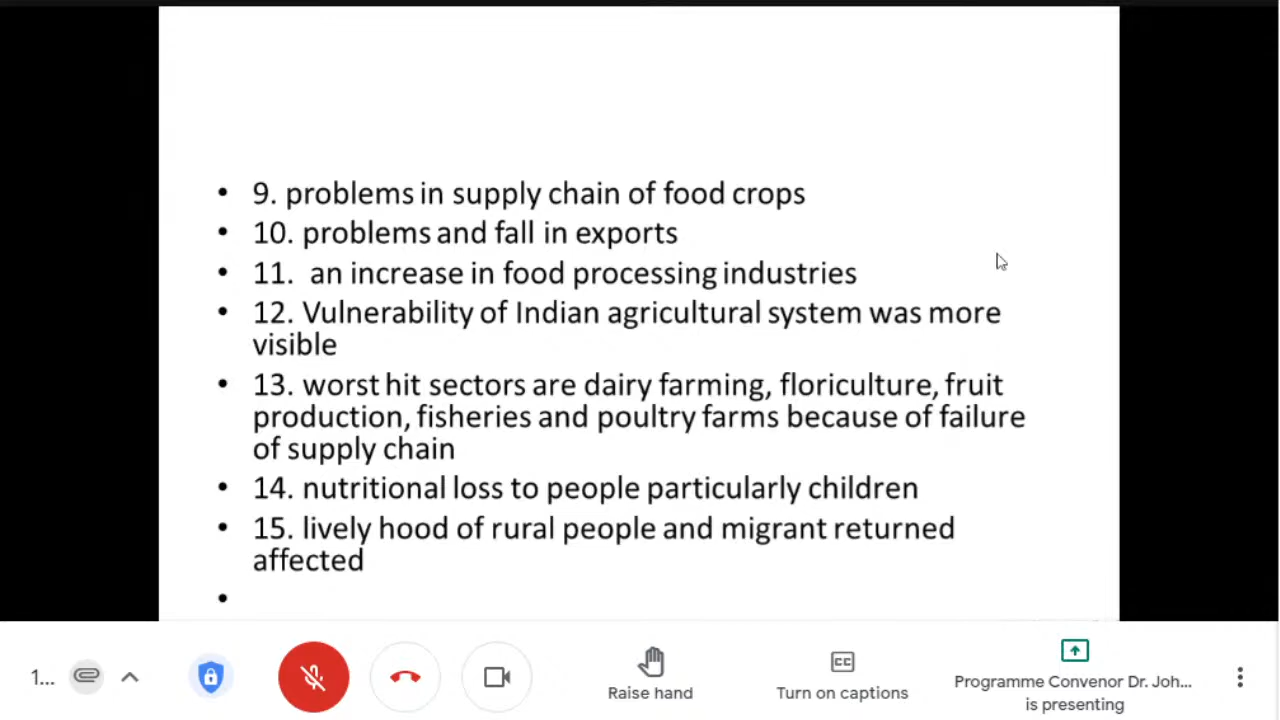 • 9. problems in supply chain of food crops
• 10. problems and fall in exports
• 11.  an increase in food processing industries
• 12. Vulnerability of Indian agricultural system was more
visible
• 13. worst hit sectors are dairy farming, floriculture, fruit
production, fisheries and poultry farms because of failure
of supply chain
• 14. nutritional loss to people particularly children
• 15. lively hood of rural people and migrant returned
affected
•
1...
Raise hand
CC
Turn on captions
Programme Convenor Dr. Joh...
is presenting